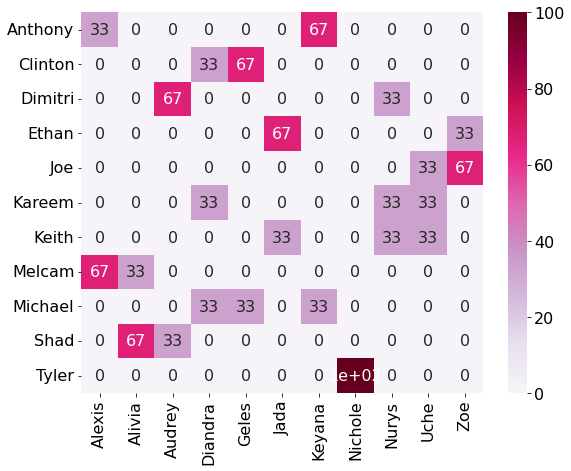 Anthony 33 0 0 0 0 0 67 0 0 0 0
Clinton 0 0 0 33 67 0 0 0 0 0 0
Dimitri 0 0 67 0 0 0 0 0 33 0 0
Ethan 0 0 0 0 0 67 0 0 0 0 33
Joe 0 0 0 0 0 0 0 0 0 33 67
Kareem 0 0 0 33 0 0 0 0 33 33 0
Keith 0 0 0 0 0 33 0 0 33 33 0
Melcam 67 33 0 0 0 0 0 0 0 0 0
Michael 0 0 0 33 33 0 33 0 0 0 0
Shad 0 67 33 0 0 0 0 0 0 0 0
Tyler 0 0 0 0 0 0 0 1e+02 0 0 0
Alexis
Alivia
Audrey
Diandra
Geles
Jada
Keyana
Nichole
Nurys
Uche
Zoe
100
80
60
40
20
0